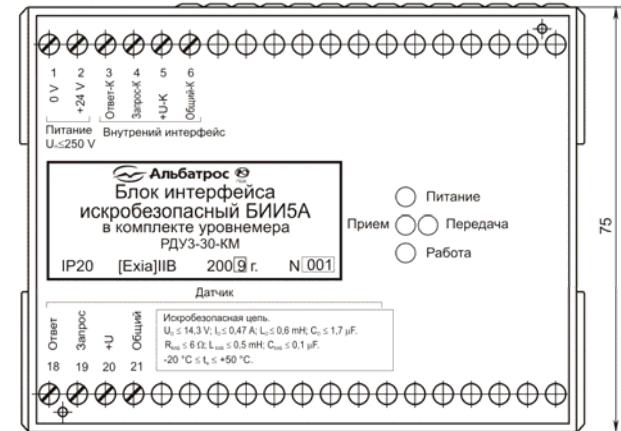 1 2 3 4 5 6
0 V +24 V Ответ-К Запрос-К +U-К Общий-К
Питание Внутрений интерфейс
U≤250 V
Альбатрос
Блок интерфейса
искробезопасный БИИ5А
в комплекте уровнемера
РДУ3-30-КМ
IP20 [Exia]IIB 2009 г. N 001
Питание
Прием Передача
Работа
75
Датчик
Ответ Запрос +U Общий
18 19 20 21
Искробезопасная цепь.
U₀ ≤ 14,3 V; I₀ ≤ 0,47 A; L₀ ≤ 0,6 mH; C₀ ≤ 1,7 μF.
R ≤ 6 Ω; L ≤ 0,5 mH; C ≤ 0,1 μF.
-20 °C ≤ tₐ ≤ +50 °C.